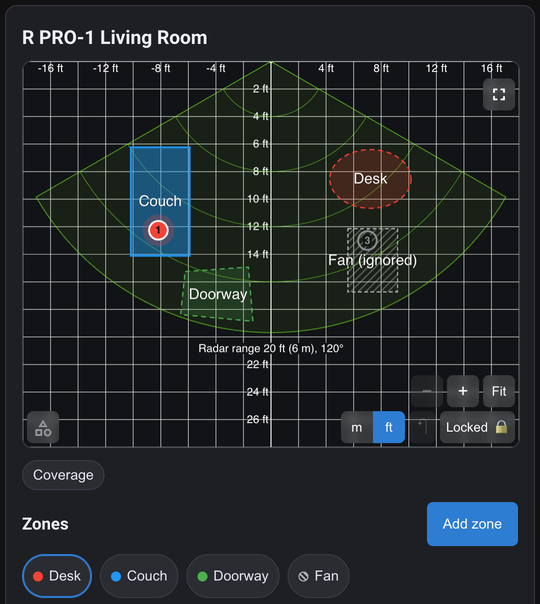 R PRO-1 Living Room
-16 ft -12 ft -8 ft -4 ft 4 ft 8 ft 12 ft 16 ft
2 ft
4 ft
6 ft
8 ft
Desk
10 ft
Couch
12 ft
1
3
14 ft
Fan (ignored)
Doorway
Radar range 20 ft (6 m), 120°
22 ft
24 ft
− + Fit
26 ft
m ft Locked
Coverage
Zones
Add zone
Desk Couch Doorway Fan